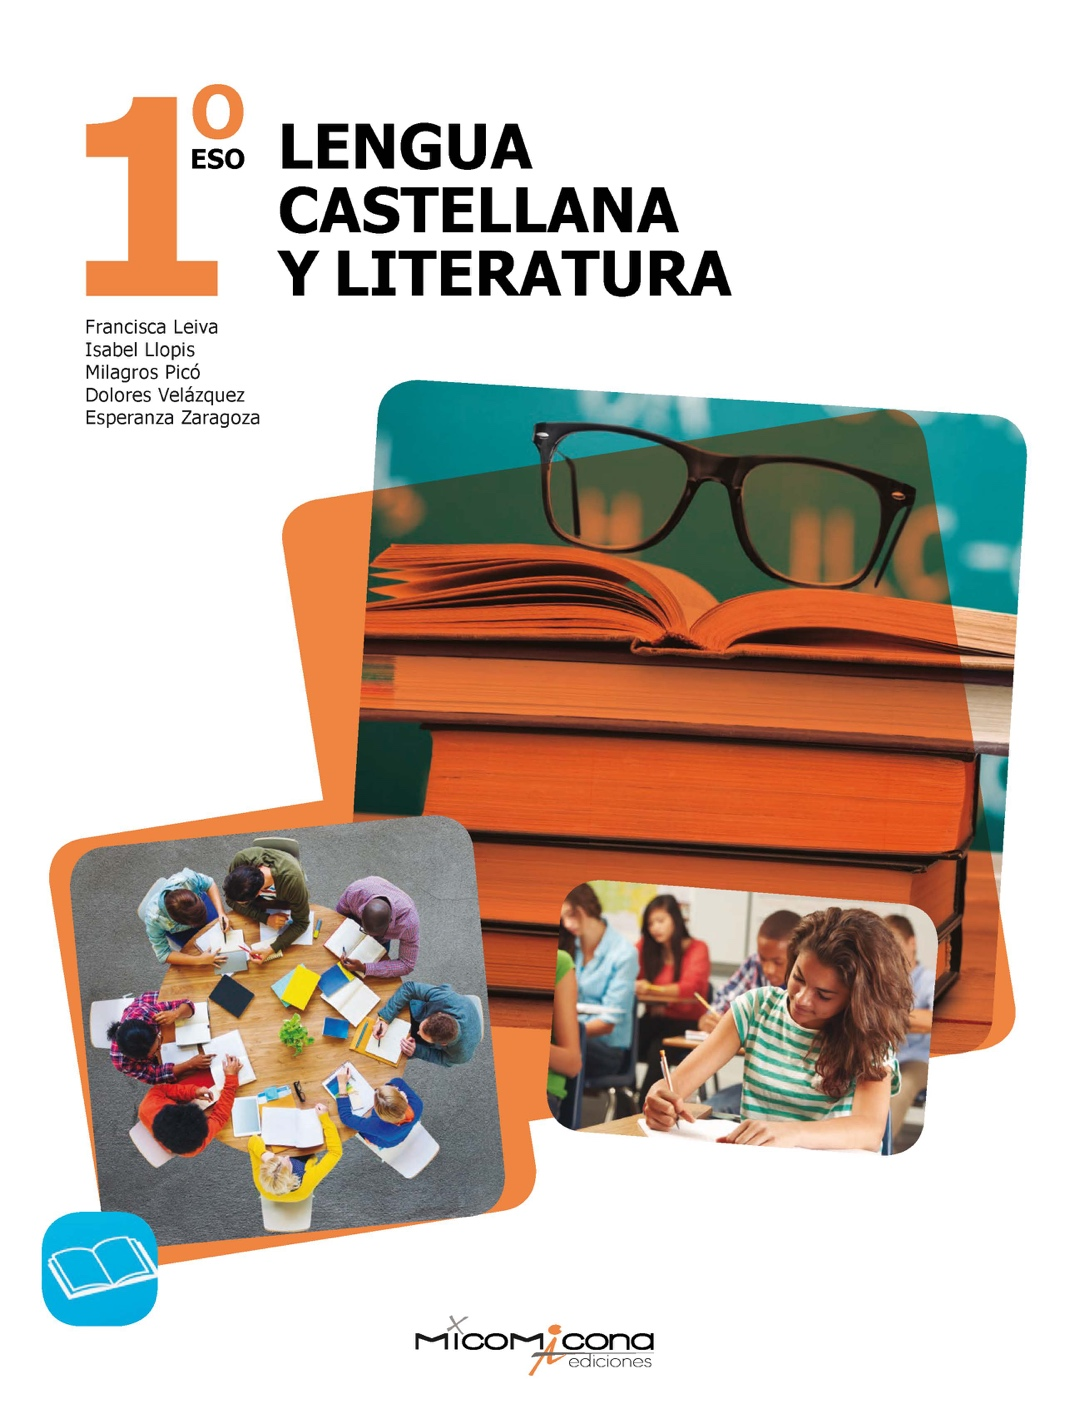 1º
ESO
LENGUA
CASTELLANA
Y LITERATURA
Francisca Leiva
Isabel Llopis
Milagros Picó
Dolores Velázquez
Esperanza Zaragoza
micomicona
ediciones